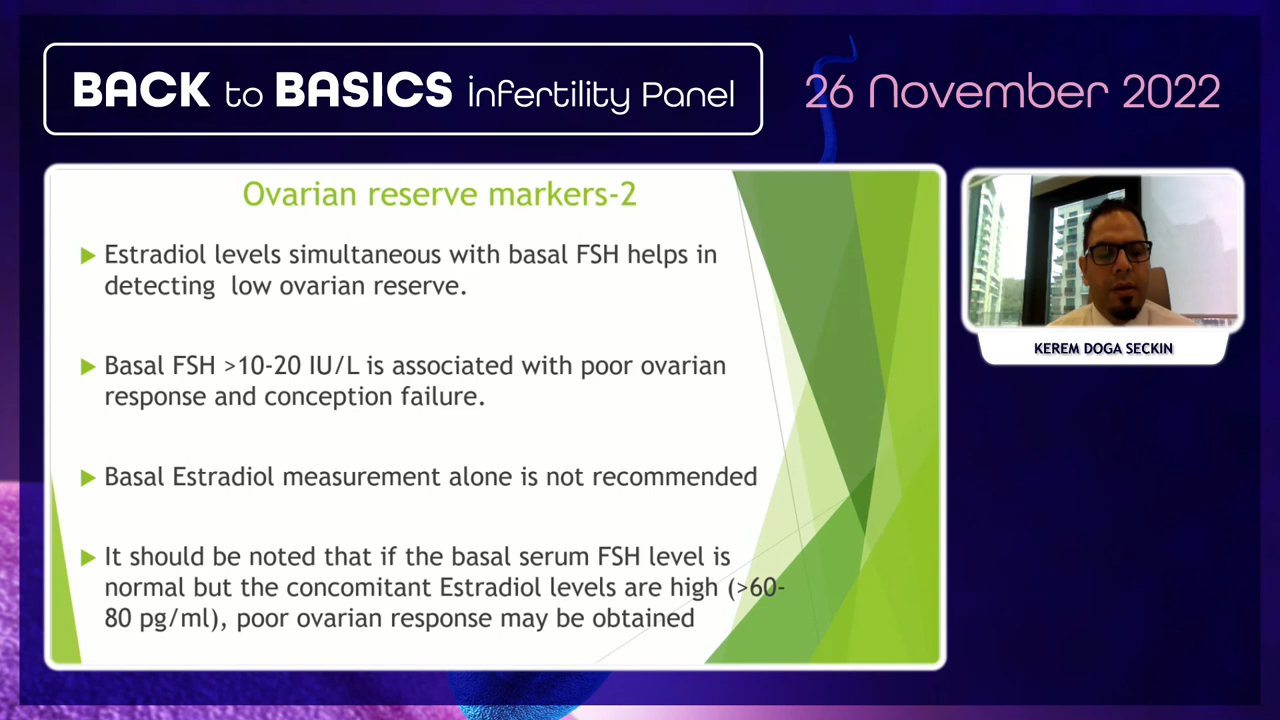 BACK to BASICS infertility Panel
26 November 2022
Ovarian reserve markers-2
Estradiol levels simultaneous with basal FSH helps in
detecting low ovarian reserve.
Basal FSH >10-20 IU/L is associated with poor ovarian
response and conception failure.
Basal Estradiol measurement alone is not recommended
It should be noted that if the basal serum FSH level is
normal but the concomitant Estradiol levels are high (>60-
80 pg/ml), poor ovarian response may be obtained
KEREM DOGA SECKIN